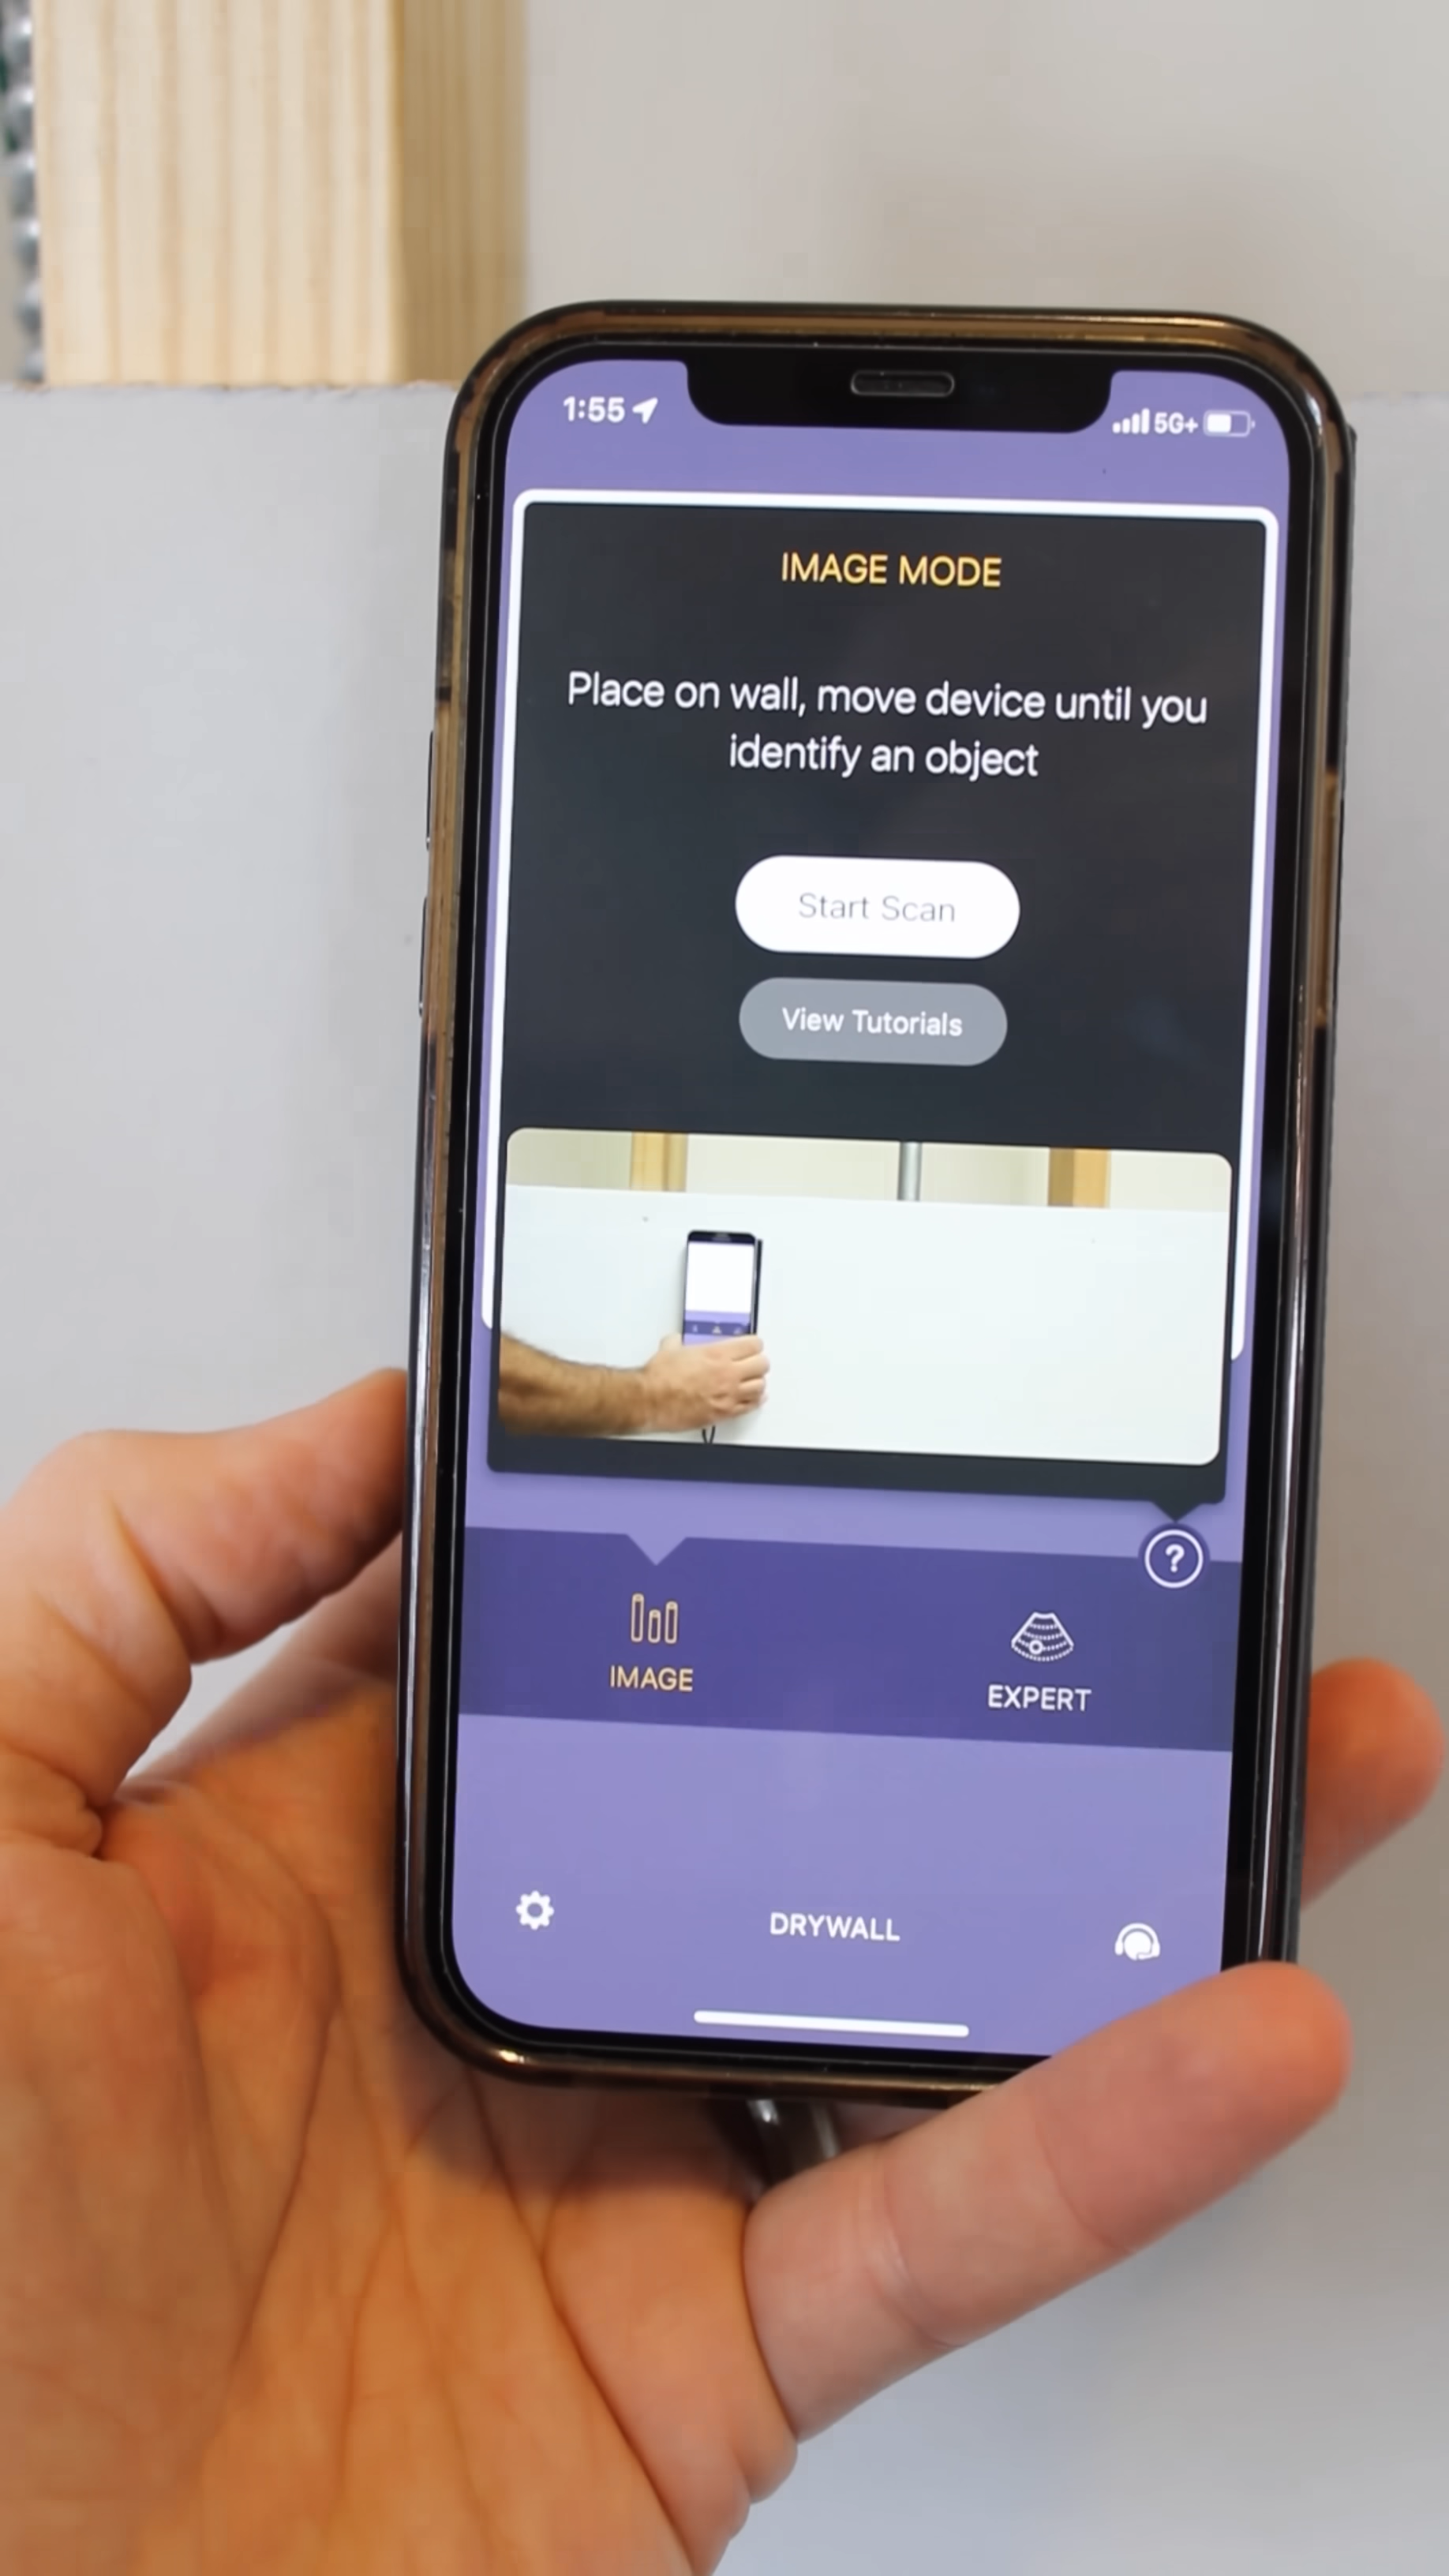 1:55 5G+
IMAGE MODE
Place on wall, move device until you
identify an object
Start Scan
View Tutorials
?
IMAGE
EXPERT
DRYWALL